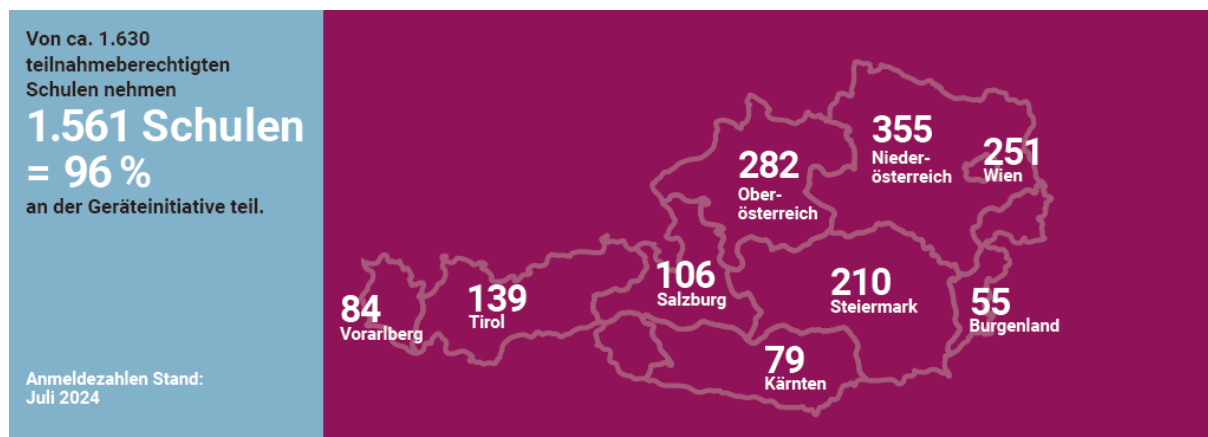 Von ca. 1.630
teilnahmeberechtigten
Schulen nehmen
1.561 Schulen
= 96 %
an der Geräteinitiative teil.
Anmeldezahlen Stand:
Juli 2024
355
Nieder-
österreich
251
Wien
282
Ober-
österreich
106
Salzburg
210
Steiermark
55
Burgenland
139
Tirol
84
Vorarlberg
79
Kärnten